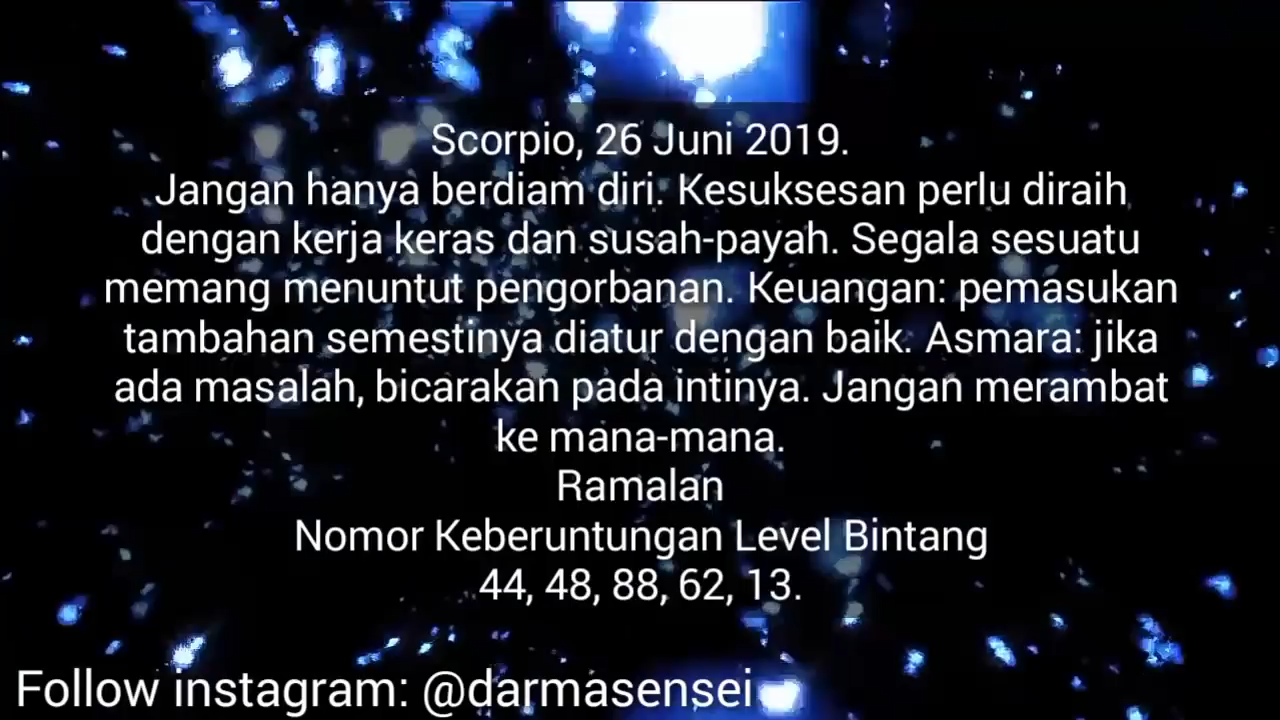 Scorpio, 26 Juni 2019.
Jangan hanya berdiam diri. Kesuksesan perlu diraih
dengan kerja keras dan susah-payah. Segala sesuatu
memang menuntut pengorbanan. Keuangan: pemasukan
tambahan semestinya diatur dengan baik. Asmara: jika
ada masalah, bicarakan pada intinya. Jangan merambat
ke mana-mana.
Ramalan
Nomor Keberuntungan Level Bintang
44, 48, 88, 62, 13.
Follow instagram: @darmasensei